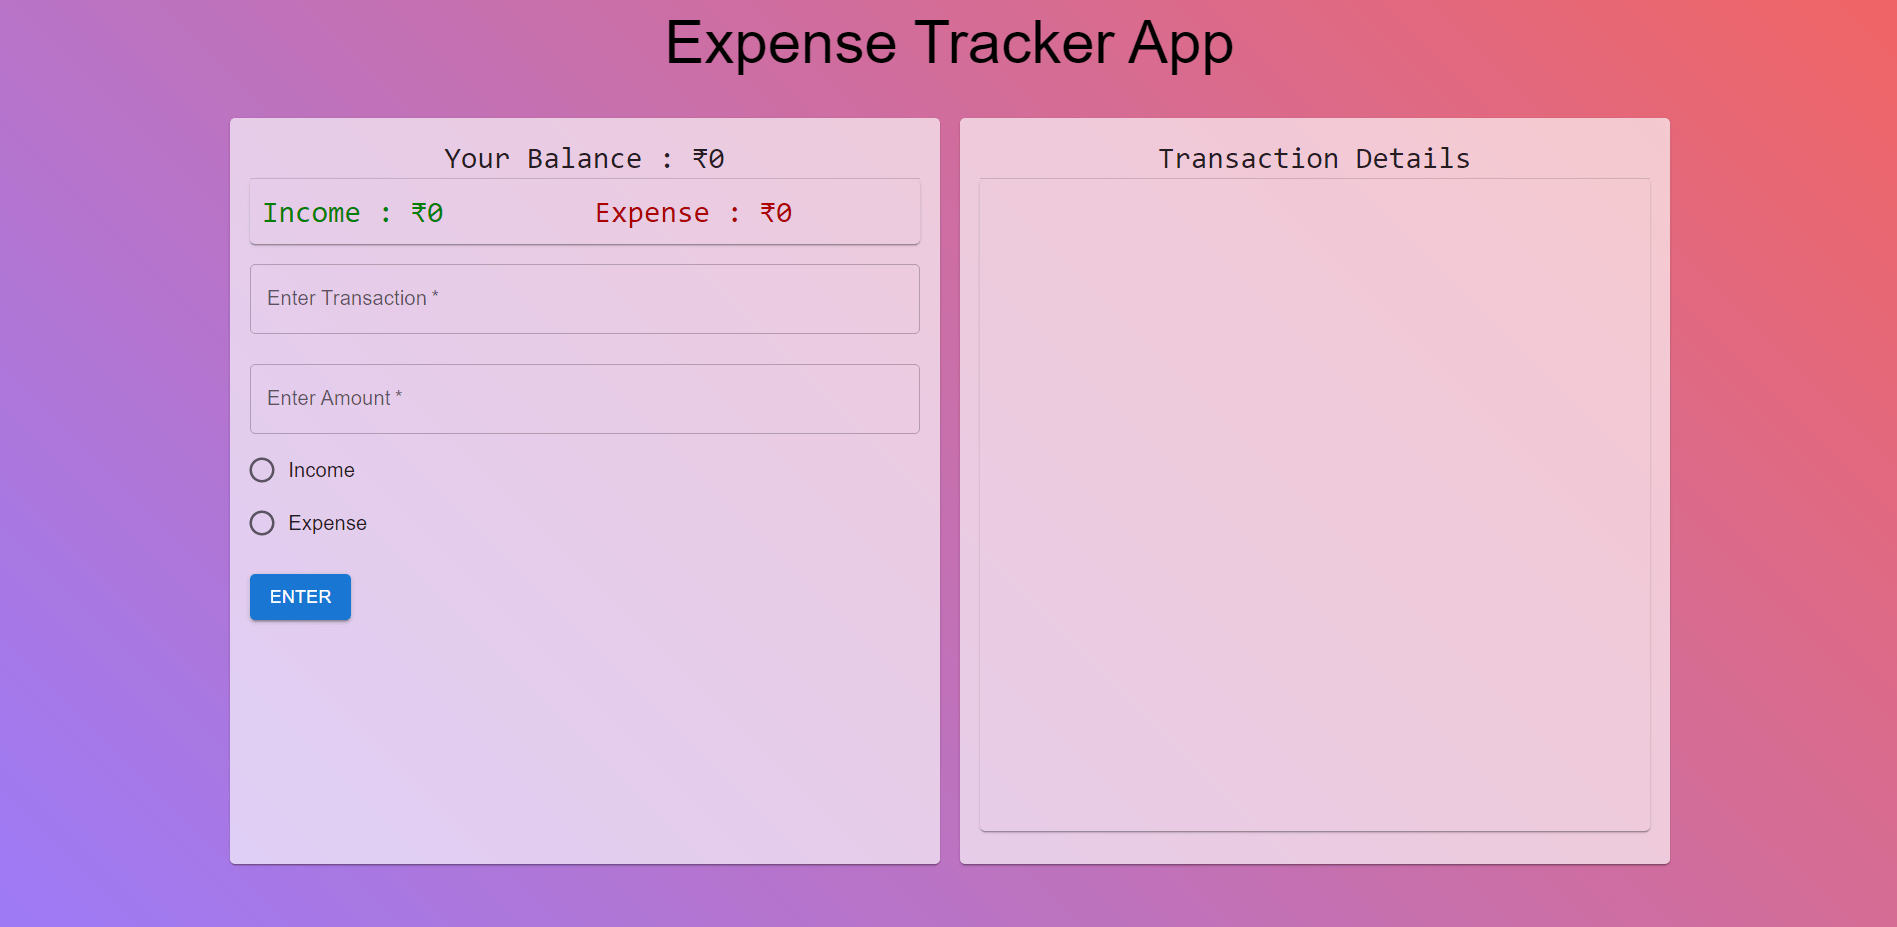 Expense Tracker App
Your Balance : ₹0
Income : ₹0 Expense : ₹0
Enter Transaction *
Enter Amount *
Income
Expense
ENTER
Transaction Details